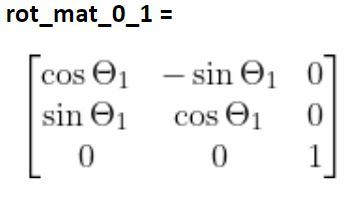 rot_mat_0_1 =
cos Θ1 − sin Θ1 0
sin Θ1 cos Θ1 0
0 0 1